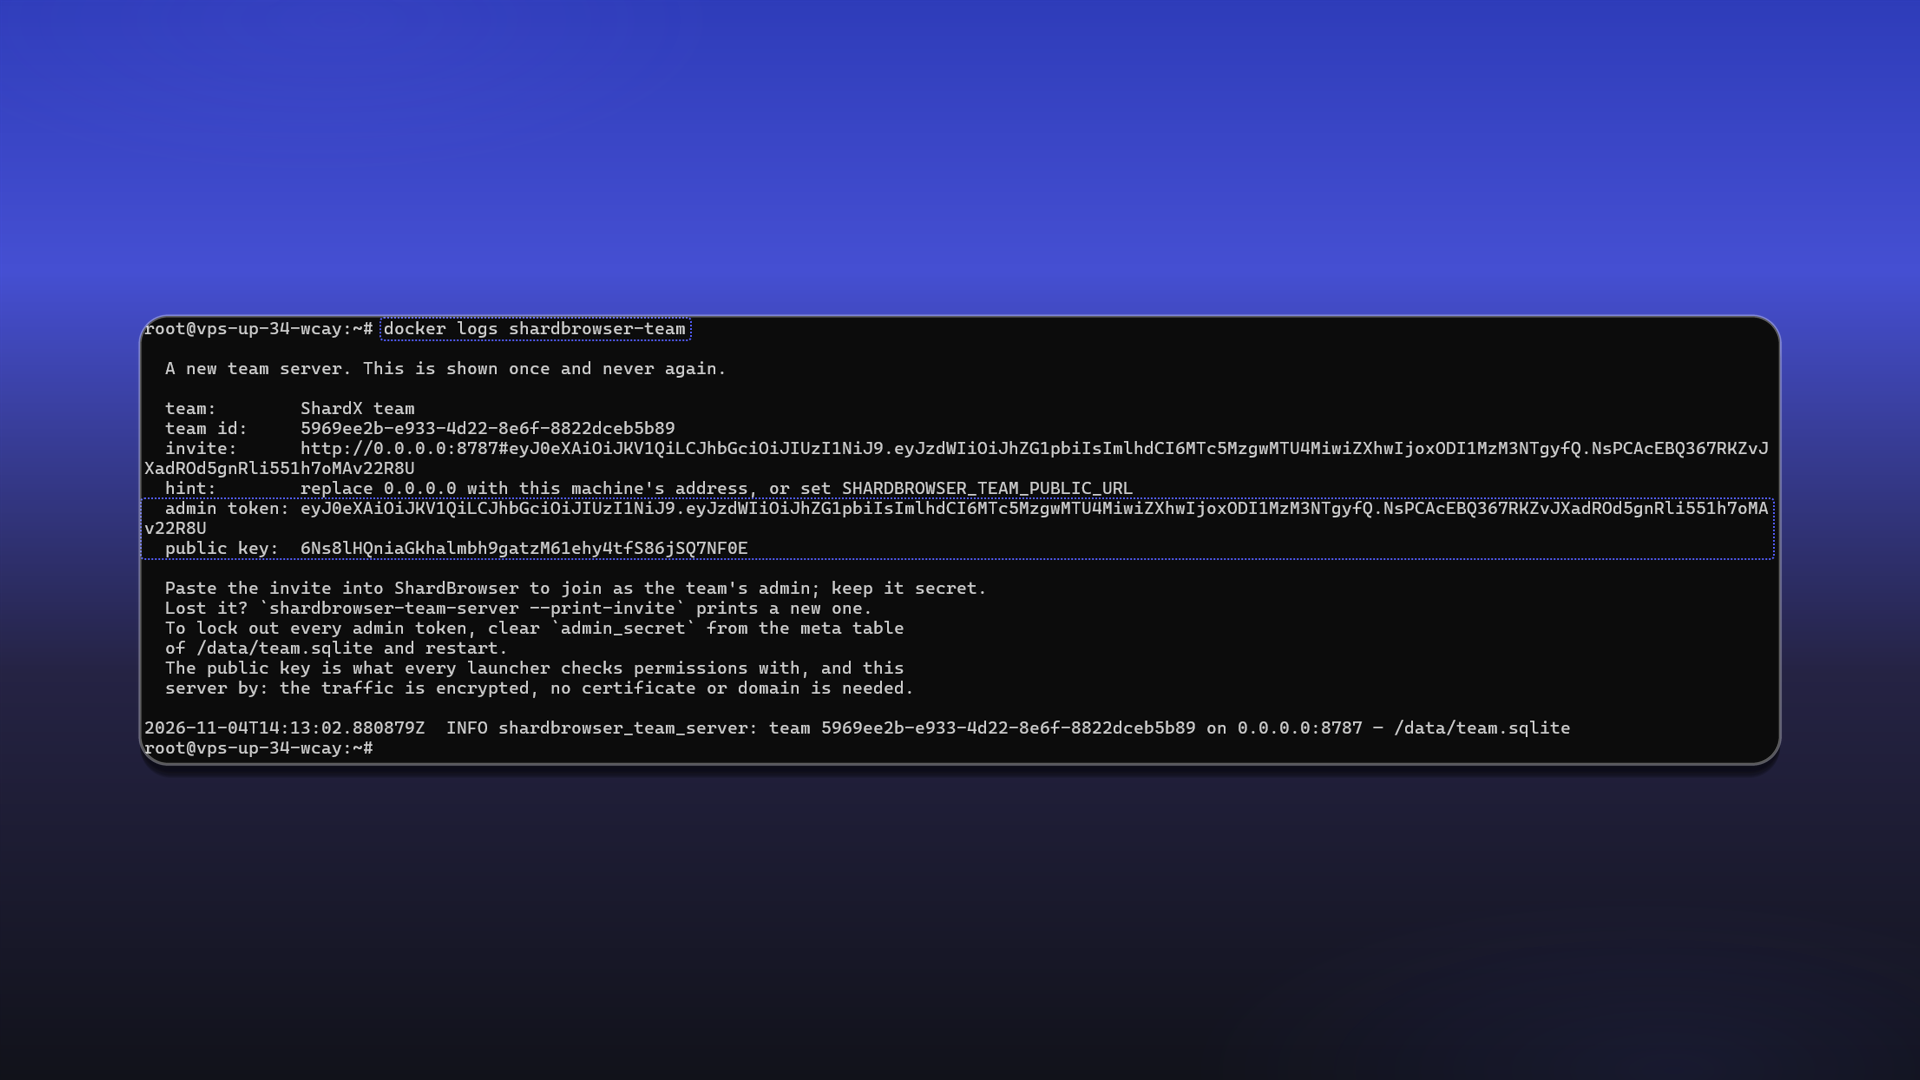 root@vps-up-34-wcay:~# docker logs shardbrowser-team
A new team server. This is shown once and never again.
team: ShardX team
team id: 5969ee2b-e933-4d22-8e6f-8822dceb5b89
invite: http://0.0.0.0:8787#eyJ0eXAiOiJKV1QiLCJhbGciOiJIUzI1NiJ9.eyJzdWIiOiJhZG1pbiIsImlhdCI6MTc5MzgwMTU4MiwiZXhwIjoxODI1MzM3NTgyfQ.NsPCAcEBQ367RKZvJ
XadROd5gnRli551h7oMAv22R8U
hint: replace 0.0.0.0 with this machine's address, or set SHARDBROWSER_TEAM_PUBLIC_URL
admin token: eyJ0eXAiOiJKV1QiLCJhbGciOiJIUzI1NiJ9.eyJzdWIiOiJhZG1pbiIsImlhdCI6MTc5MzgwMTU4MiwiZXhwIjoxODI1MzM3NTgyfQ.NsPCAcEBQ367RKZvJXadROd5gnRli551h7oMA
v22R8U
public key: 6Ns8lHQniaGkhalmbh9gatzM61ehy4tfS86jSQ7NF0E
Paste the invite into ShardBrowser to join as the team's admin; keep it secret.
Lost it? `shardbrowser-team-server --print-invite` prints a new one.
To lock out every admin token, clear `admin_secret` from the meta table
of /data/team.sqlite and restart.
The public key is what every launcher checks permissions with, and this
server by: the traffic is encrypted, no certificate or domain is needed.
2026-11-04T14:13:02.880879Z INFO shardbrowser_team_server: team 5969ee2b-e933-4d22-8e6f-8822dceb5b89 on 0.0.0.0:8787 — /data/team.sqlite
root@vps-up-34-wcay:~#